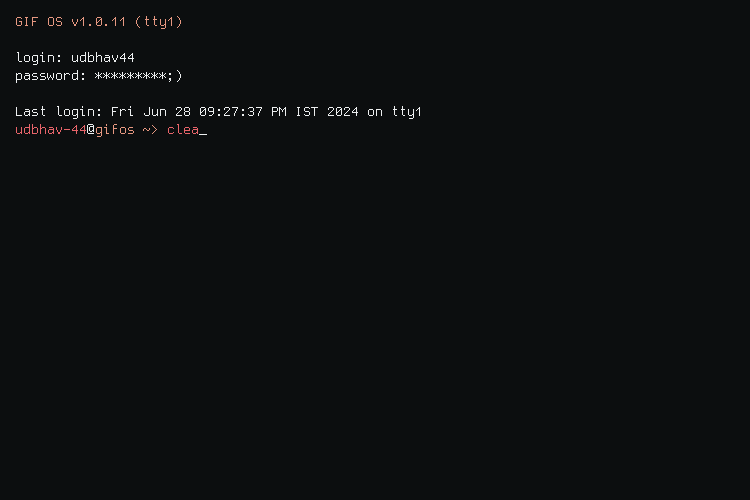 GIF OS v1.0.11 (tty1)
login: udbhav44
password: *********;)
Last login: Fri Jun 28 09:27:37 PM IST 2024 on tty1
udbhav-44@gifos ~> clea_